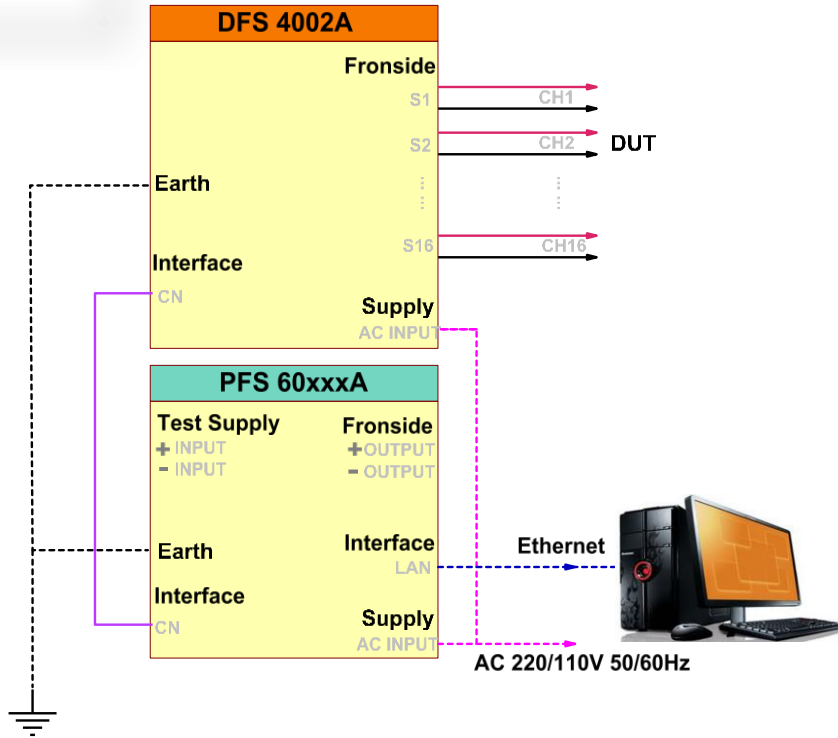 DFS 4002A
Fronside
S1
CH1
S2
CH2
DUT
Earth
S16
CH16
Interface
CN
Supply
AC INPUT
PFS 60xxxA
Test Supply
Fronside
+ INPUT
+ OUTPUT
- INPUT
- OUTPUT
Interface
Ethernet
Earth
LAN
Interface
Supply
CN
AC INPUT
AC 220/110V 50/60Hz